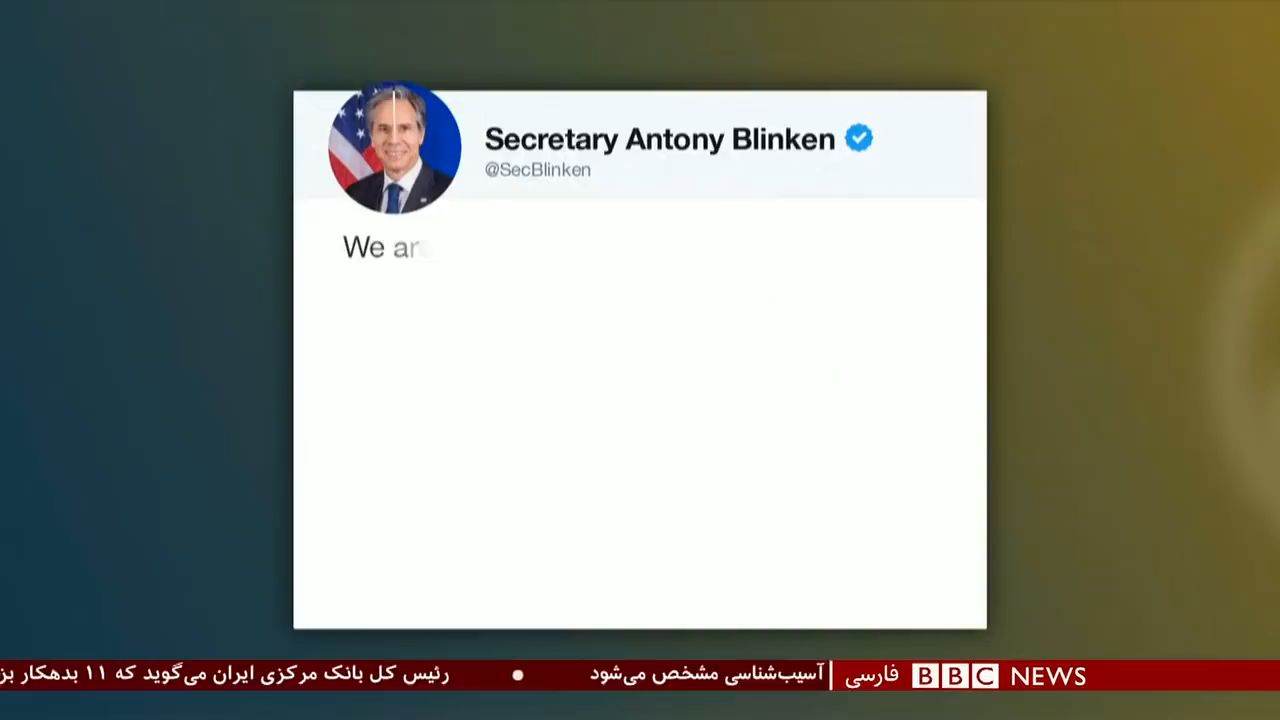 Secretary Antony Blinken
@SecBlinken
We are
آسیب‌شناسی مشخص می‌شود • رئیس کل بانک مرکزی ایران می‌گوید که ۱۱ بدهکار
فارسی BBC NEWS